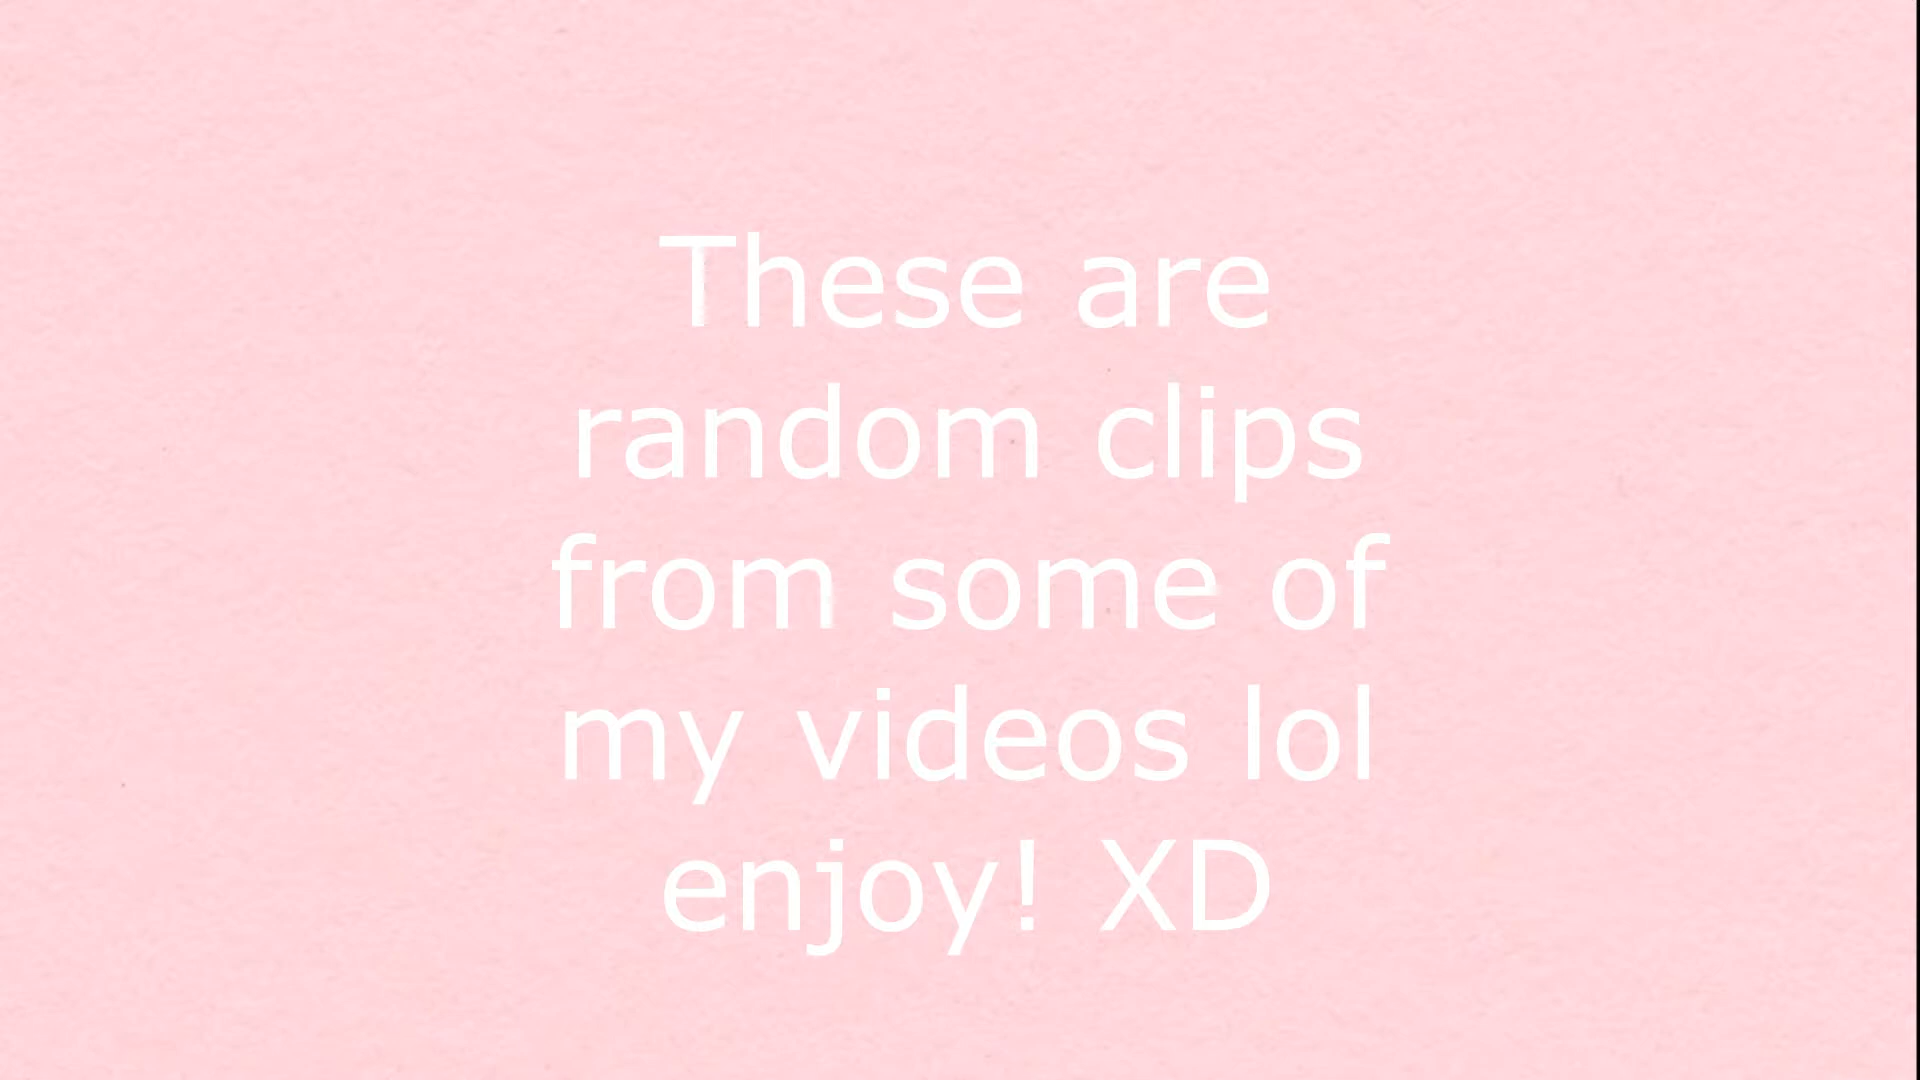 These are
random clips
from some of
my videos lol
enjoy! XD